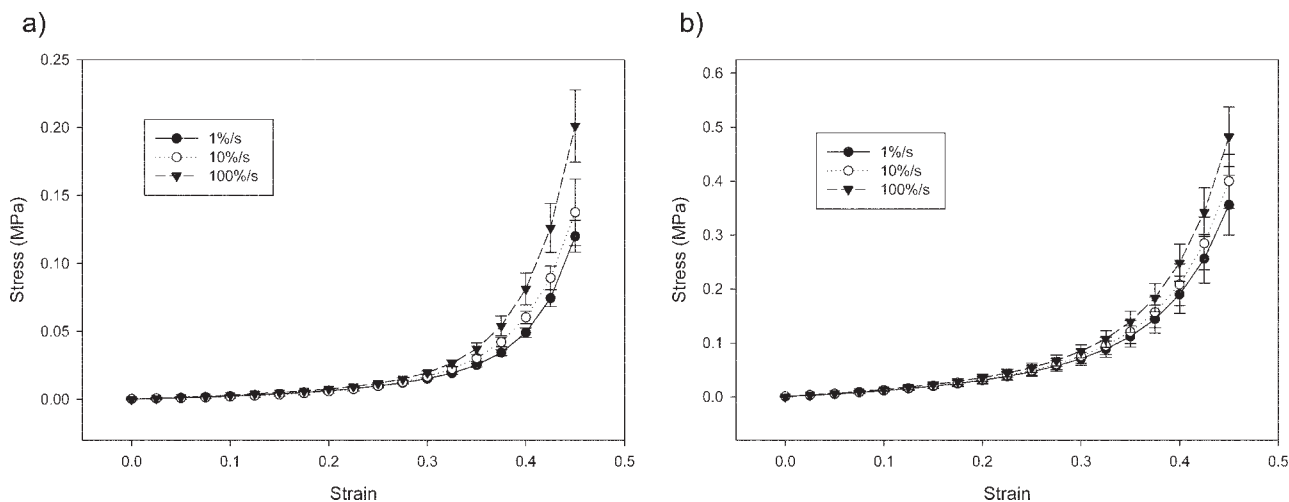 a)
0.25
0.20
0.15
0.10
0.05
0.00
Stress (MPa)
1%/s
10%/s
100%/s
0.0 0.1 0.2 0.3 0.4 0.5
Strain
b)
0.6
0.5
0.4
0.3
0.2
0.1
0.0
Stress (MPa)
1%/s
10%/s
100%/s
0.0 0.1 0.2 0.3 0.4 0.5
Strain